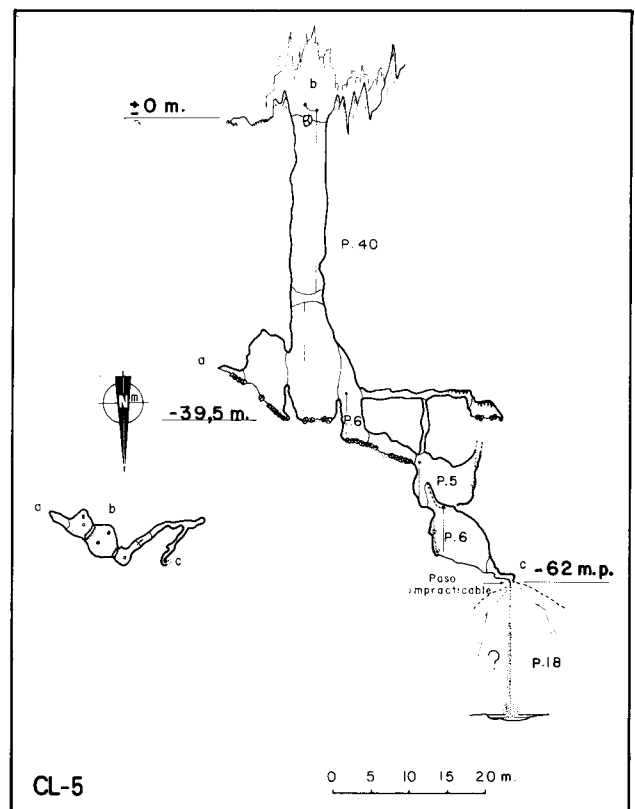 b
±0 m.
P.40
a
-39,5 m.
P.6
N m
P.5
a
b
P.6
c
c
-62 m.p.
Paso
impracticable
?
P.18
CL-5
0 5 10 15 20 m.